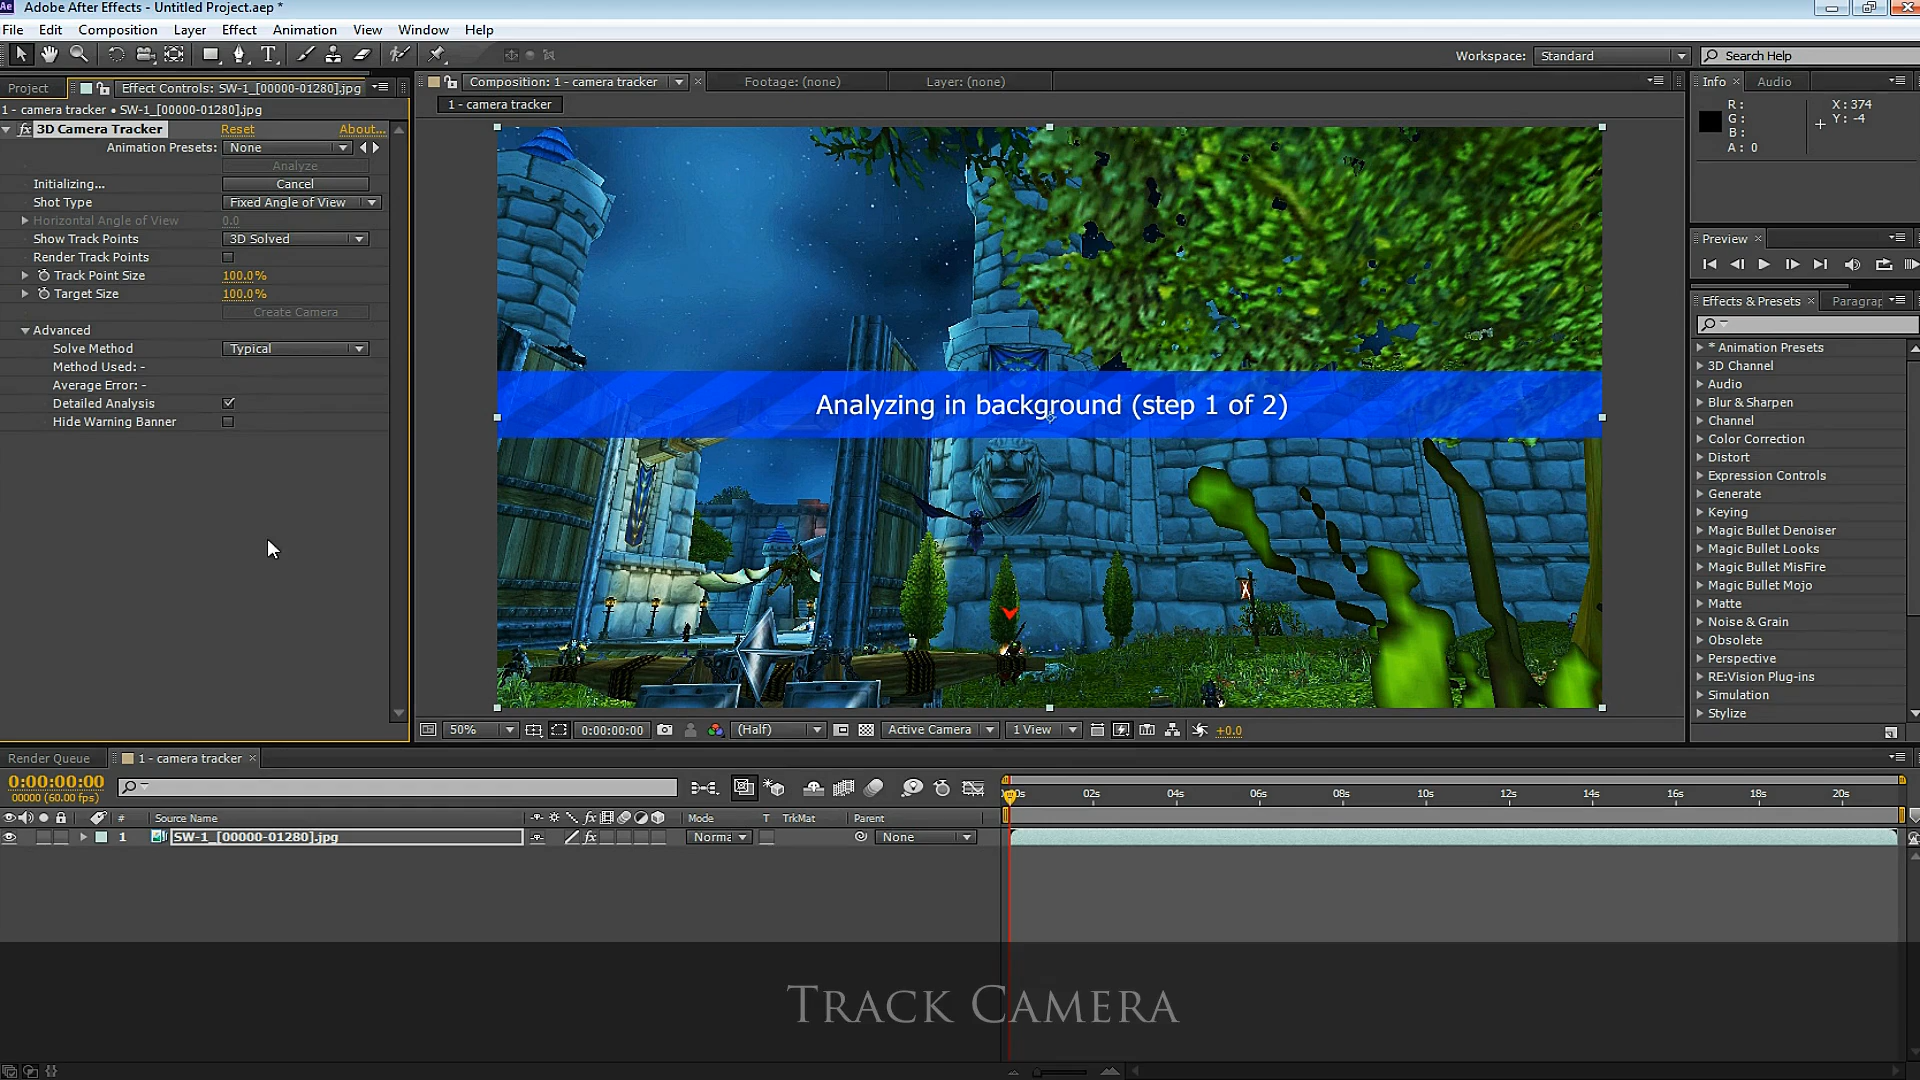 Ae Adobe After Effects - Untitled Project.aep *
File Edit Composition Layer Effect Animation View Window Help
Workspace: Standard Search Help
Project Effect Controls: SW-1_[00000-01280].jpg
1 - camera tracker • SW-1_[00000-01280].jpg
fx 3D Camera Tracker Reset About...
Animation Presets: None
Analyze
Initializing... Cancel
Shot Type Fixed Angle of View
Horizontal Angle of View 0.0
Show Track Points 3D Solved
Render Track Points
Track Point Size 100.0%
Target Size 100.0%
Create Camera
Advanced
Solve Method Typical
Method Used: -
Average Error: -
Detailed Analysis
Hide Warning Banner
Composition: 1 - camera tracker Footage: (none) Layer: (none)
1 - camera tracker
Analyzing in background (step 1 of 2)
50% 0:00:00:00 (Half) Active Camera 1 View +0.0
Info Audio
R:
G:
B:
A: 0
X: 374
Y: -4
Preview
Effects & Presets Paragrap
* Animation Presets
3D Channel
Audio
Blur & Sharpen
Channel
Color Correction
Distort
Expression Controls
Generate
Keying
Magic Bullet Denoiser
Magic Bullet Looks
Magic Bullet MisFire
Magic Bullet Mojo
Matte
Noise & Grain
Obsolete
Perspective
RE:Vision Plug-ins
Simulation
Stylize
Render Queue 1 - camera tracker
0:00:00:00
00000 (60.00 fps)
02s 04s 06s 08s 10s 12s 14s 16s 18s 20s
# Source Name fx Mode T TrkMat Parent
1 SW-1_[00000-01280].jpg fx Norma None
Track Camera